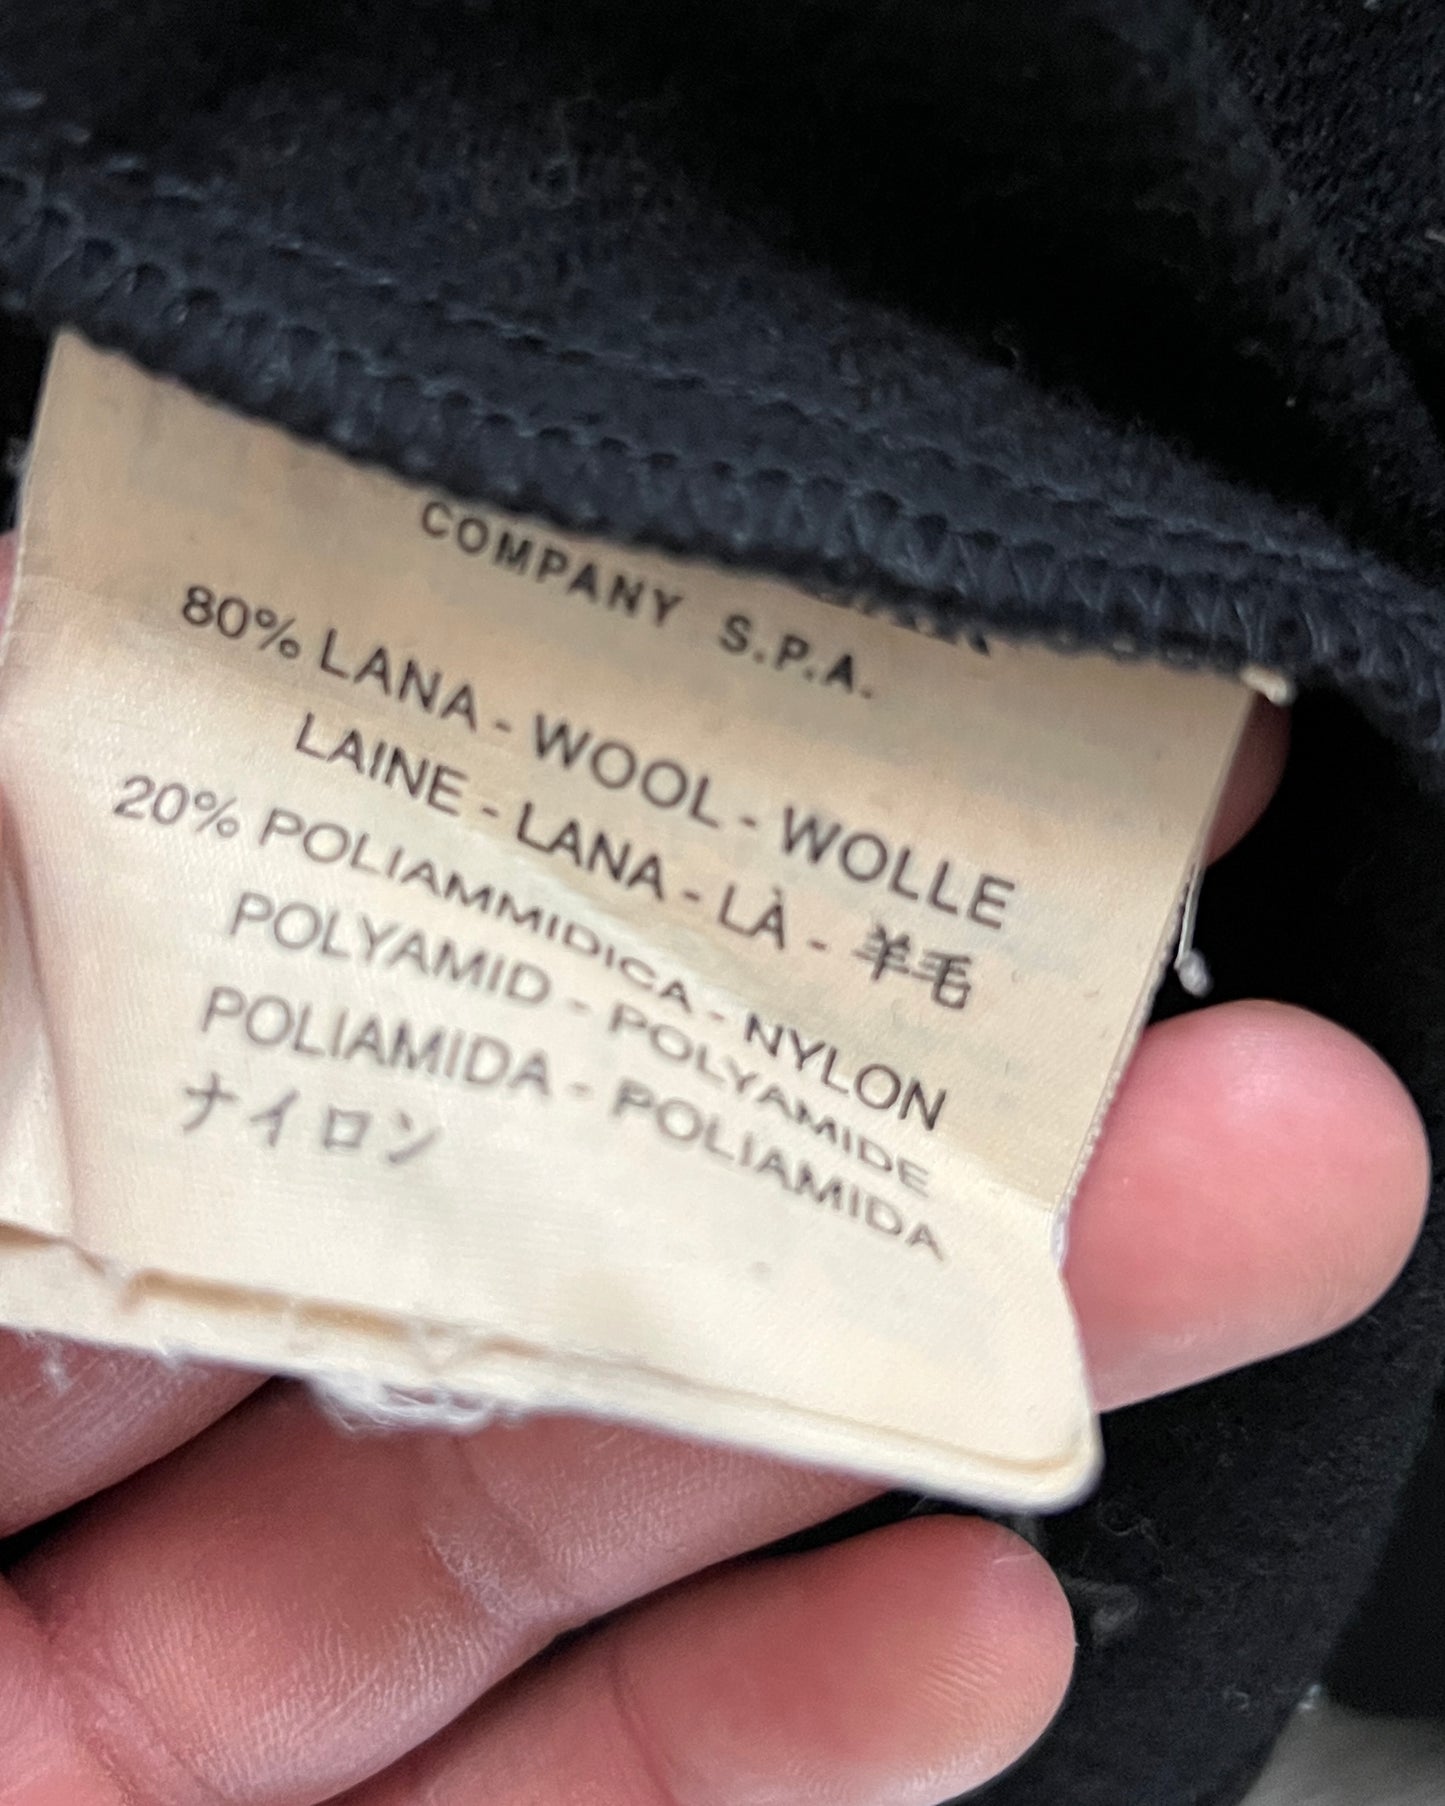 COMPANY S.P.A.
80% LANA - WOOL - WOLLE
LAINE - LANA - LÀ - 羊毛
20% POLIAMMIDICA - NYLON
POLYAMID - POLYAMIDE
POLIAMIDA - POLIAMIDA
ナイロン